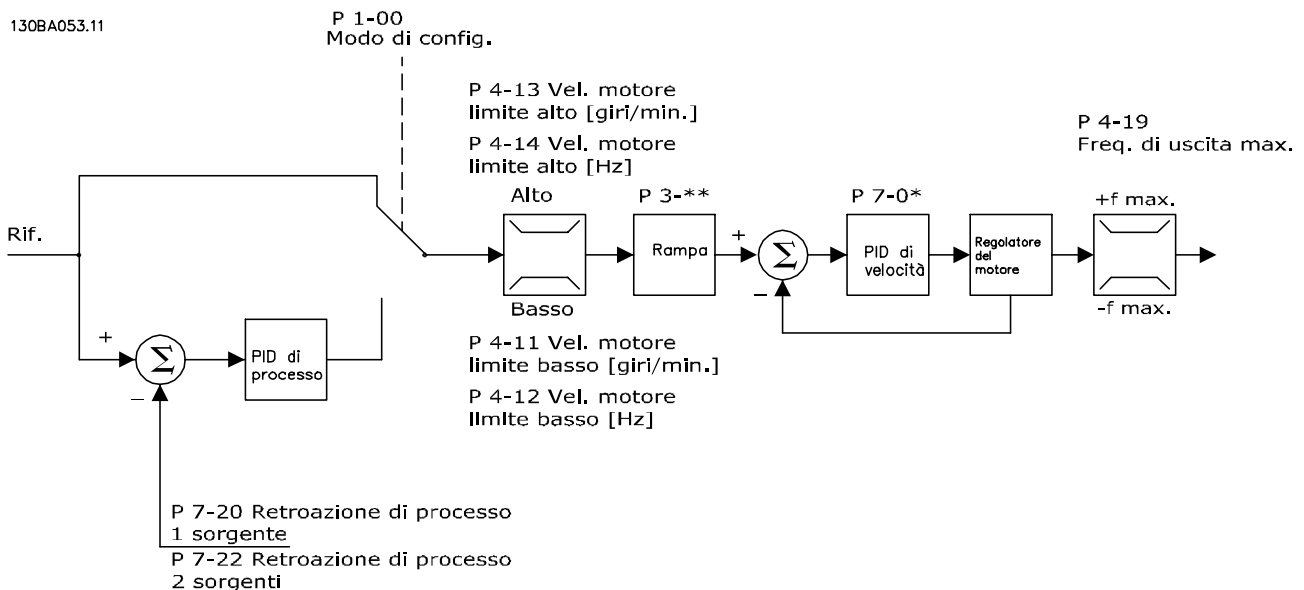 130BA053.11
P 1-00
Modo di config.
P 4-13 Vel. motore
limite alto [giri/min.]
P 4-14 Vel. motore
limite alto [Hz]
P 4-19
Freq. di uscita max.
Alto
P 3-**
P 7-0*
+f max.
Rif.
Rampa
+
Σ
−
PID di
velocità
Regolatore
del
motore
Basso
-f max.
P 4-11 Vel. motore
limite basso [giri/min.]
P 4-12 Vel. motore
limite basso [Hz]
+
Σ
−
PID di
processo
P 7-20 Retroazione di processo
1 sorgente
P 7-22 Retroazione di processo
2 sorgenti